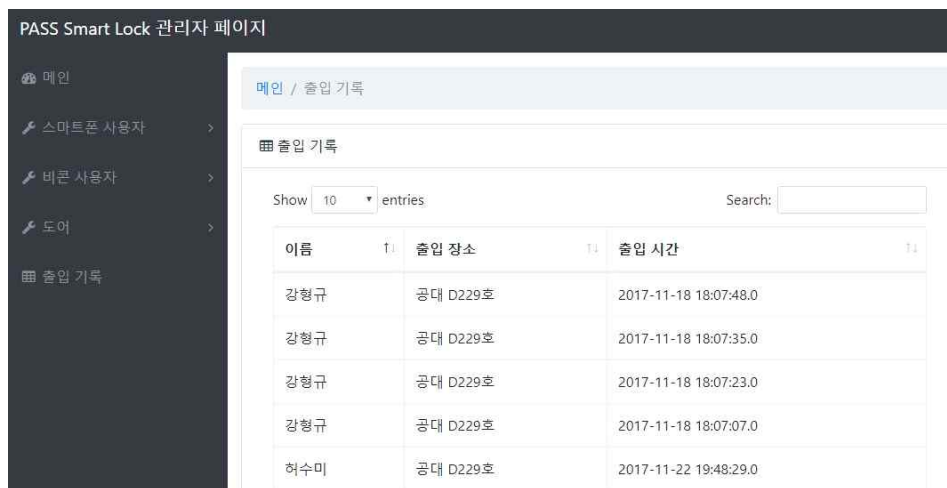 PASS Smart Lock 관리자 페이지
메인
스마트폰 사용자
비콘 사용자
도어
출입 기록
메인 / 출입 기록
출입 기록
Show 10 entries Search:
이름 출입 장소 출입 시간
강형규 공대 D229호 2017-11-18 18:07:48.0
강형규 공대 D229호 2017-11-18 18:07:35.0
강형규 공대 D229호 2017-11-18 18:07:23.0
강형규 공대 D229호 2017-11-18 18:07:07.0
허수미 공대 D229호 2017-11-22 19:48:29.0